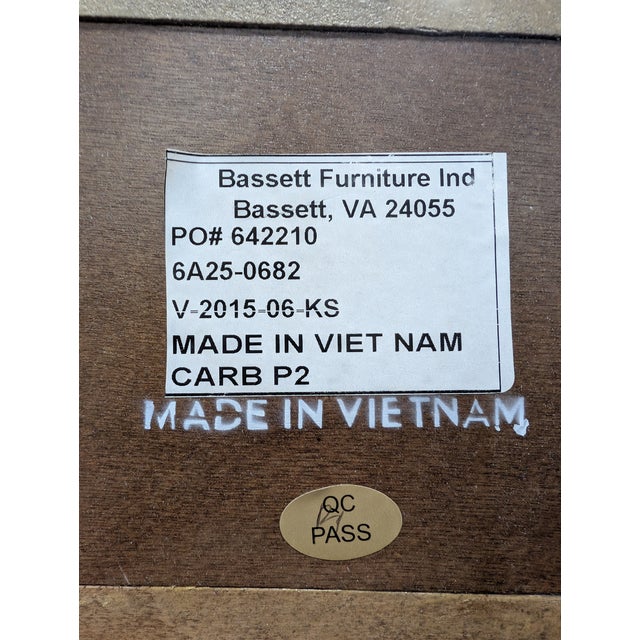 Bassett Furniture Ind
Bassett, VA 24055
PO# 642210
6A25-0682
V-2015-06-KS
MADE IN VIET NAM
CARB P2
MADE IN VIETNAM
QC
PASS